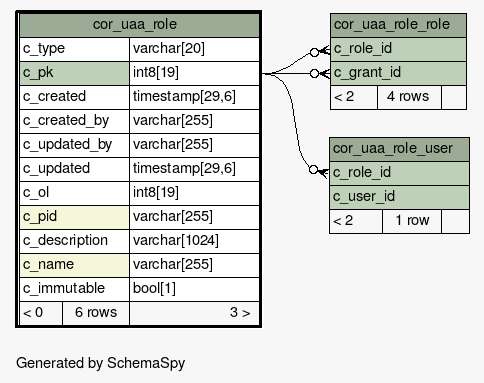 cor_uaa_role
c_type varchar[20]
c_pk int8[19]
c_created timestamp[29,6]
c_created_by varchar[255]
c_updated_by varchar[255]
c_updated timestamp[29,6]
c_ol int8[19]
c_pid varchar[255]
c_description varchar[1024]
c_name varchar[255]
c_immutable bool[1]
< 0 6 rows 3 >
cor_uaa_role_role
c_role_id
c_grant_id
< 2 4 rows
cor_uaa_role_user
c_role_id
c_user_id
< 2 1 row
Generated by SchemaSpy